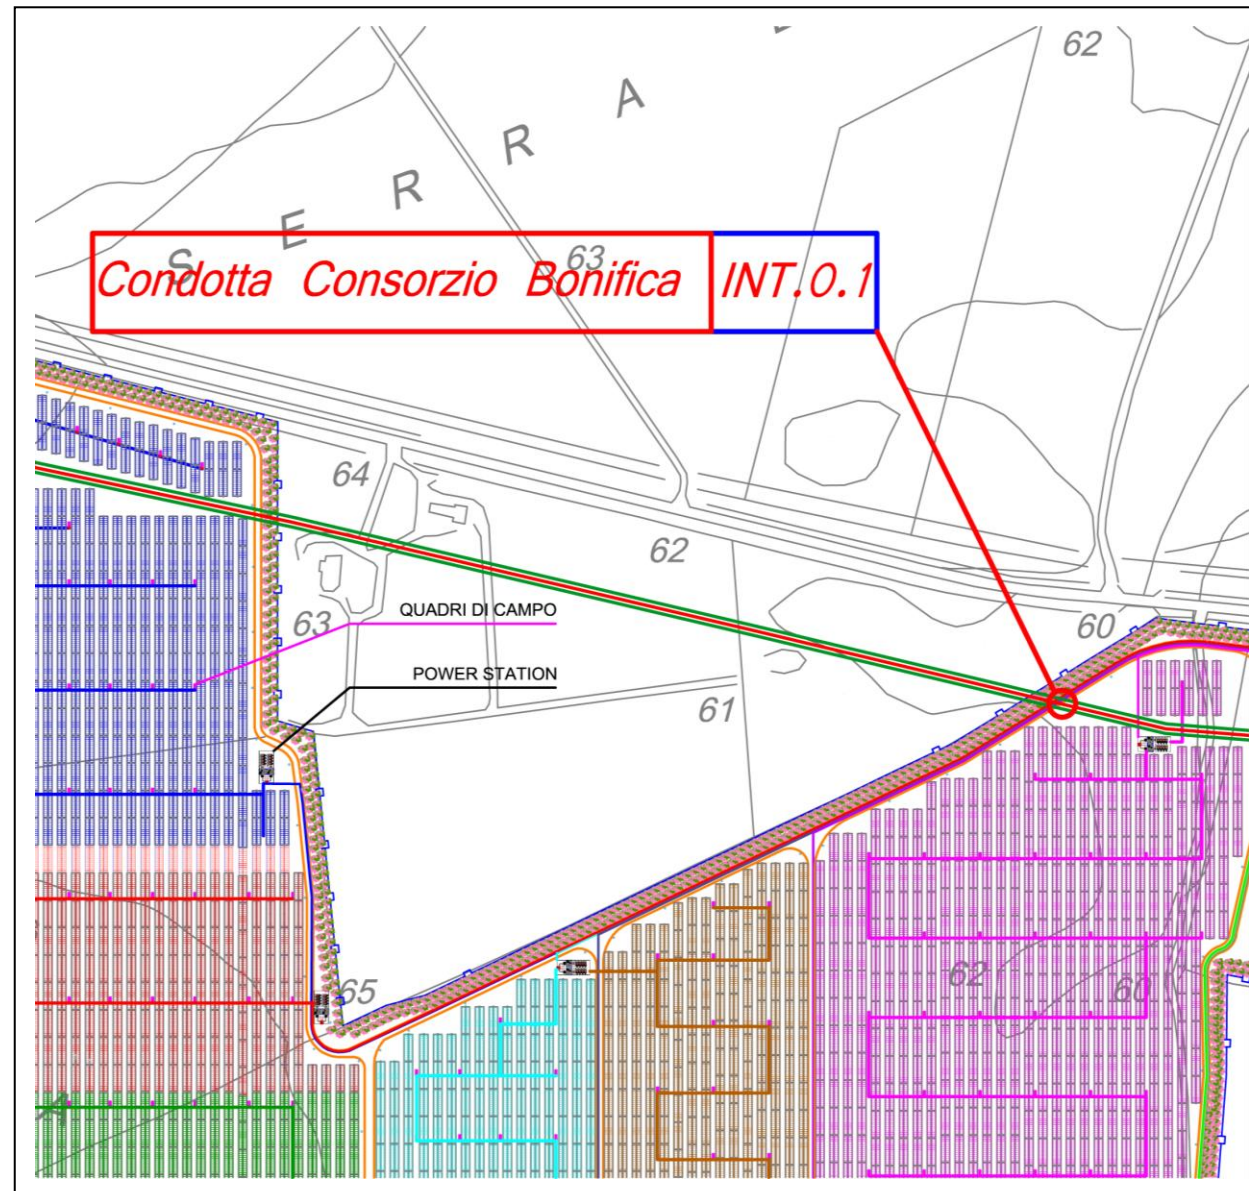 62
S E R R A
63
Condotta Consorzio Bonifica INT.0.1
64
62
QUADRI DI CAMPO
63
60
POWER STATION
61
62
65
60
A